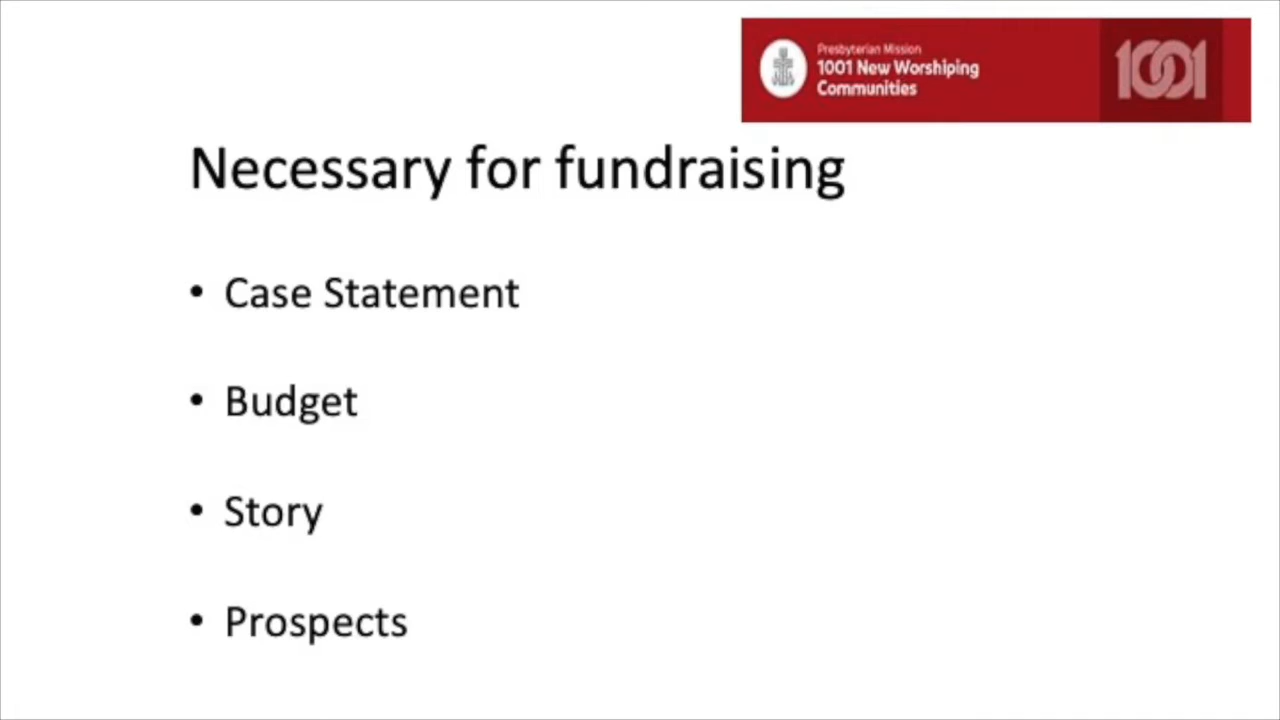 Presbyterian Mission
1001 New Worshiping
Communities
1001
Necessary for fundraising
• Case Statement
• Budget
• Story
• Prospects